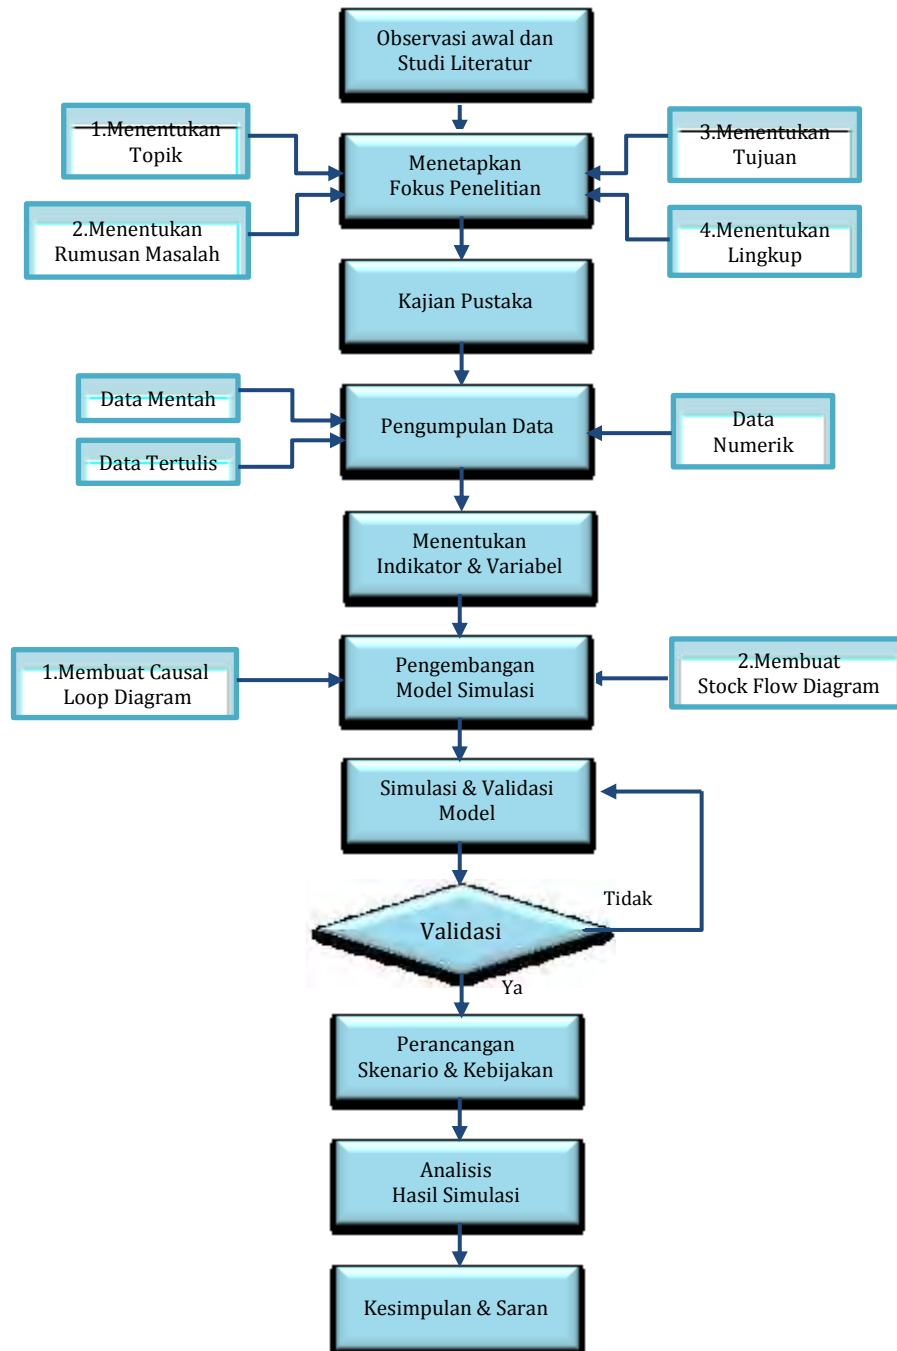 Observasi awal dan
Studi Literatur
1.Menentukan
Topik
3.Menentukan
Tujuan
Menetapkan
Fokus Penelitian
2.Menentukan
Rumusan Masalah
4.Menentukan
Lingkup
Kajian Pustaka
Data Mentah
Pengumpulan Data
Data
Numerik
Data Tertulis
Menentukan
Indikator & Variabel
1.Membuat Causal
Loop Diagram
Pengembangan
Model Simulasi
2.Membuat
Stock Flow Diagram
Simulasi & Validasi
Model
Tidak
Validasi
Ya
Perancangan
Skenario & Kebijakan
Analisis
Hasil Simulasi
Kesimpulan & Saran